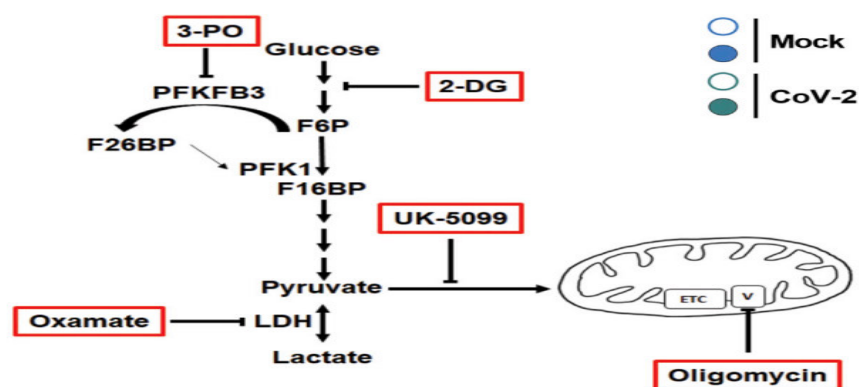 3-PO
Glucose
Mock
PFKFB3
2-DG
CoV-2
F6P
F26BP
PFK1
F16BP
UK-5099
Pyruvate
ETC
V
Oxamate
LDH
Lactate
Oligomycin